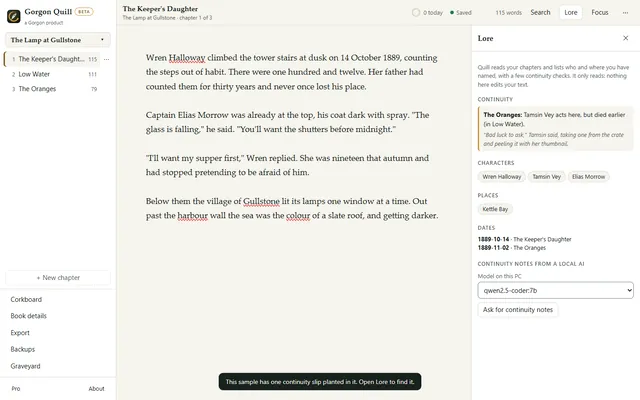 Gorgon Quill BETA
a Gorgon product
The Lamp at Gullstone
1 The Keeper's Daught... 115 ...
2 Low Water 111
3 The Oranges 79
+ New chapter
Corkboard
Book details
Export
Backups
Graveyard
Pro About
The Keeper's Daughter
The Lamp at Gullstone · chapter 1 of 3
0 today Saved 115 words Search Lore Focus ...
Wren Halloway climbed the tower stairs at dusk on 14 October 1889, counting
the steps out of habit. There were one hundred and twelve. Her father had
counted them for thirty years and never once lost his place.
Captain Elias Morrow was already at the top, his coat dark with spray. "The
glass is falling," he said. "You'll want the shutters before midnight."
"I'll want my supper first," Wren replied. She was nineteen that autumn and
had stopped pretending to be afraid of him.
Below them the village of Gullstone lit its lamps one window at a time. Out
past the harbour wall the sea was the colour of a slate roof, and getting darker.
This sample has one continuity slip planted in it. Open Lore to find it.
Lore
Quill reads your chapters and lists who and where you have
named, with a few continuity checks. It only reads: nothing
here edits your text.
CONTINUITY
The Oranges: Tamsin Vey acts here, but died earlier
(in Low Water).
"Bad luck to ask," Tamsin said, taking one from the crate
and peeling it with her thumbnail.
CHARACTERS
Wren Halloway Tamsin Vey Elias Morrow
PLACES
Kettle Bay
DATES
1889-10-14 · The Keeper's Daughter
1889-11-02 · The Oranges
CONTINUITY NOTES FROM A LOCAL AI
Model on this PC
qwen2.5-coder:7b
Ask for continuity notes